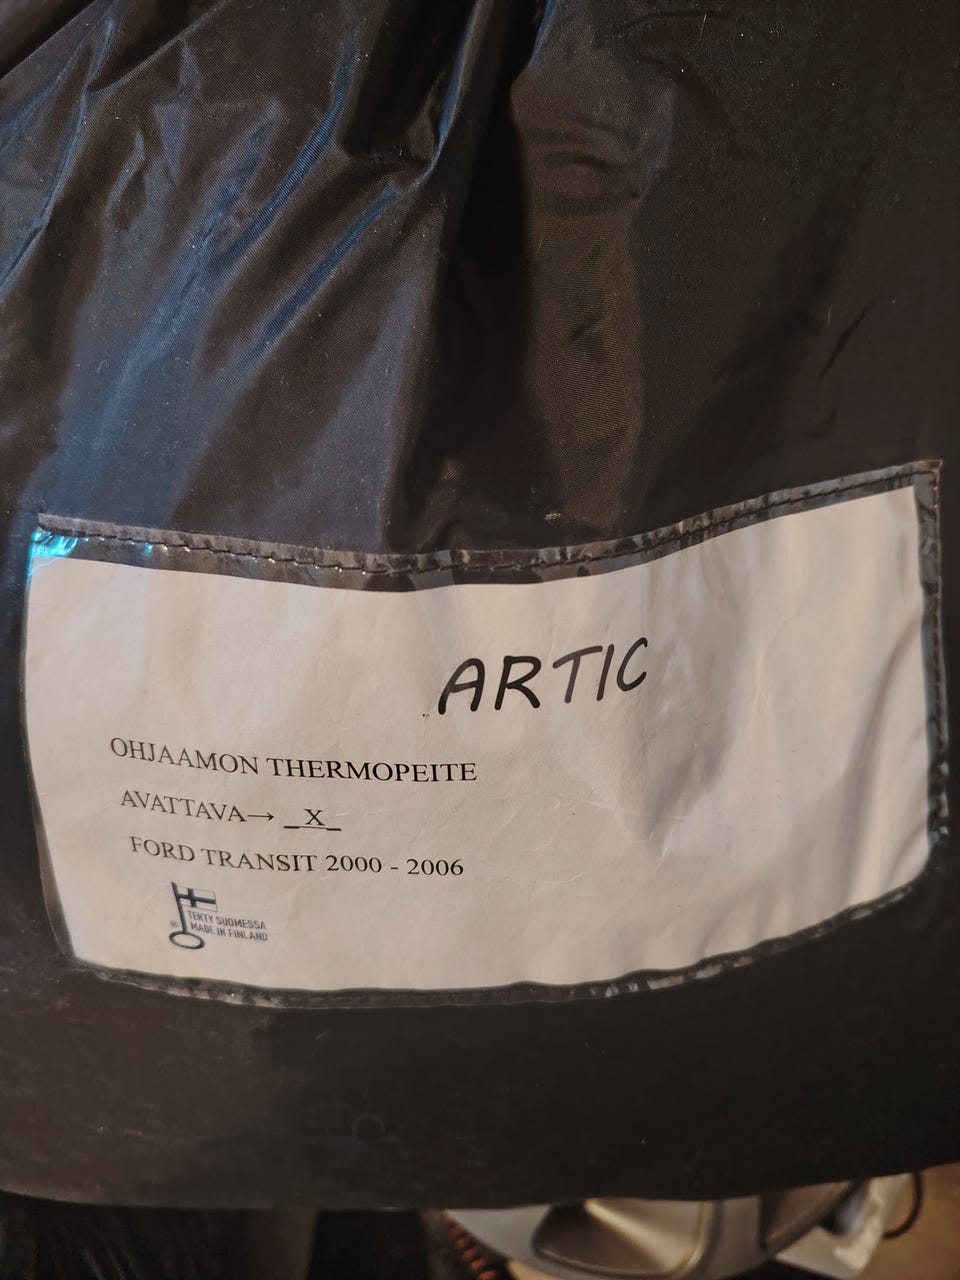 ARTIC
OHJAAMON THERMOPEITE
AVATTAVA→ _X_
FORD TRANSIT 2000 - 2006
TEHTY SUOMESSA
® MADE IN FINLAND